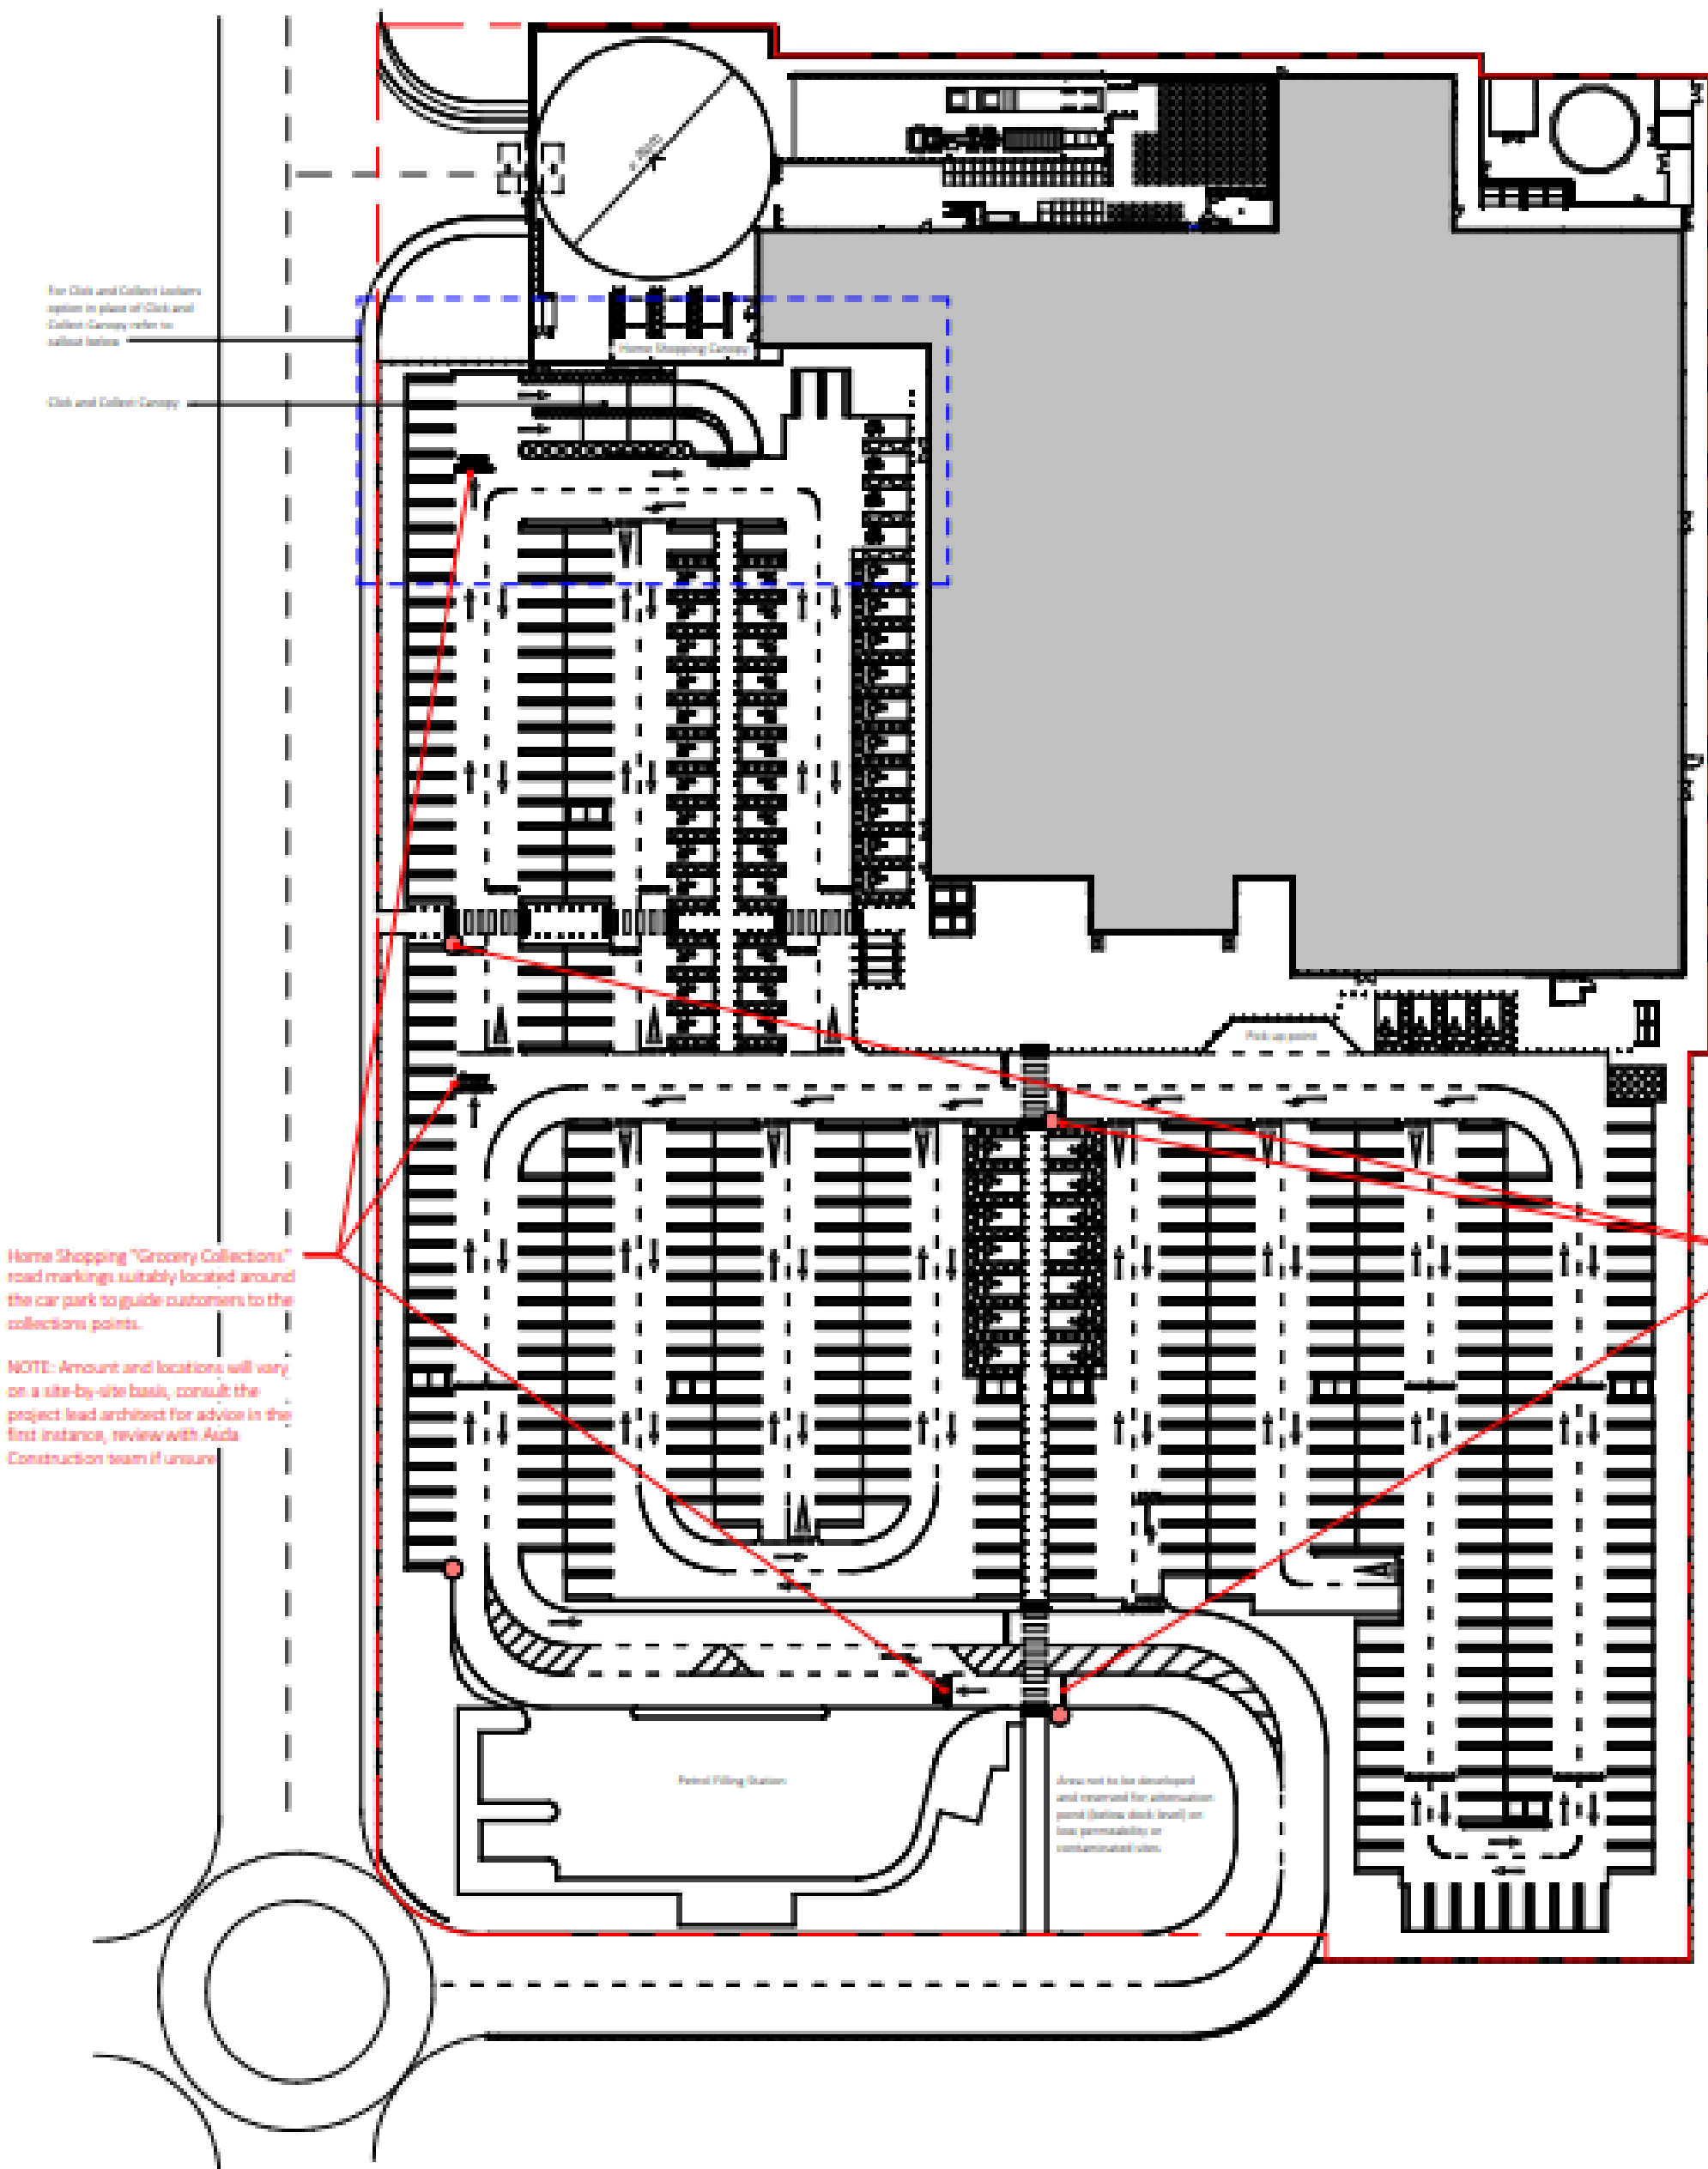 For Click and Collect Lockers
option in place of Click and
Collect Canopy refer to
callout below
Home Shopping Canopy
Click and Collect Canopy
Pick up point
Home Shopping "Grocery Collections"
road markings suitably located around
the car park to guide customers to the
collections points.
NOTE: Amount and locations will vary
on a site-by-site basis, consult the
project lead architect for advice in the
first instance, review with Asda
Construction team if unsure
Petrol Filling Station
Area not to be developed
and reserved for attenuation
pond (below dock level) on
low permeability or
contaminated sites